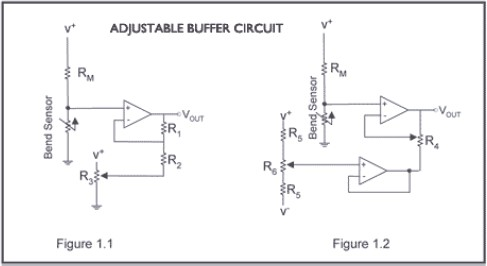 ADJUSTABLE BUFFER CIRCUIT
V+
RM
Bend Sensor
+
-
VOUT
R1
R2
V+
R3
Figure 1.1
V+
RM
Bend Sensor
+
-
VOUT
R4
V+
R5
R6
+
-
R5
V-
Figure 1.2